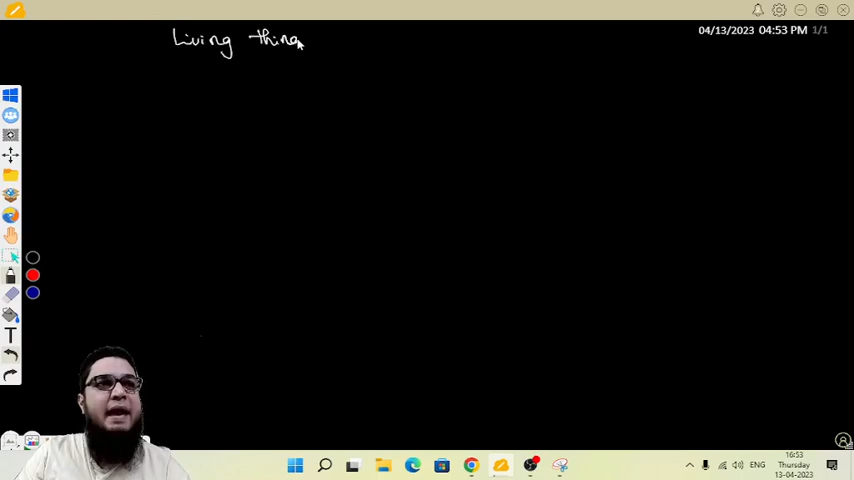 04/13/2023 04:53 PM 1/1
Living thing
T
ENG
16:53
Thursday
13-04-2023